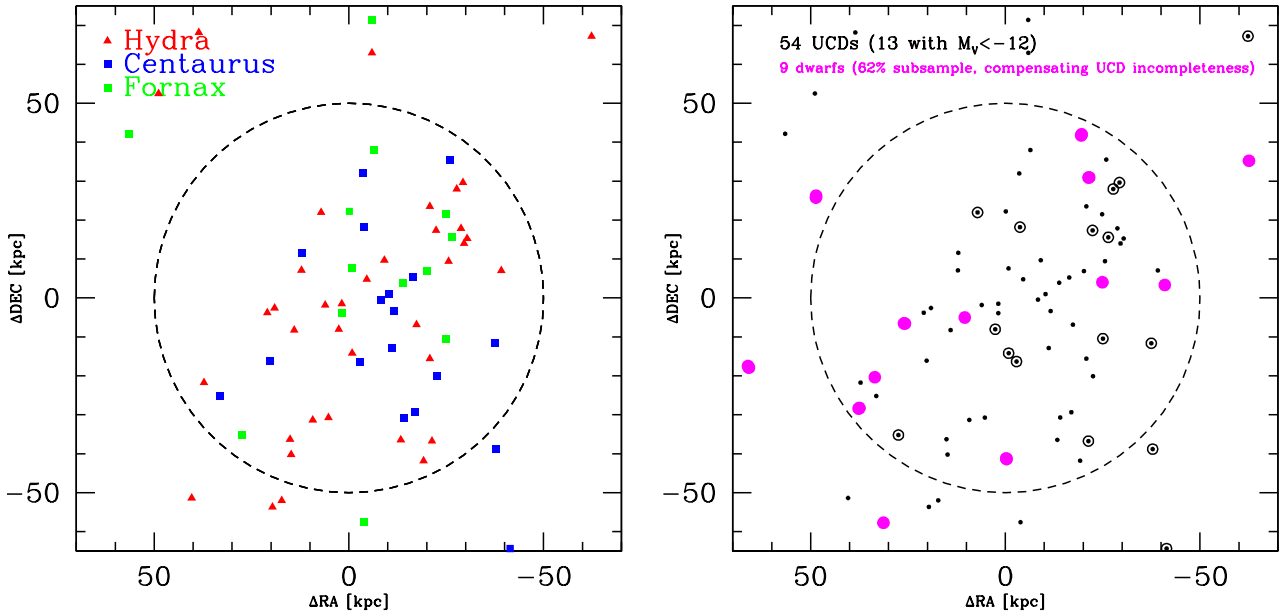 Hydra
Centaurus
Fornax
50
0
−50
ΔDEC [kpc]
50
0
−50
ΔRA [kpc]
54 UCDs (13 with M_V<−12)
9 dwarfs (62% subsample, compensating UCD incompleteness)
50
0
−50
ΔDEC [kpc]
50
0
−50
ΔRA [kpc]